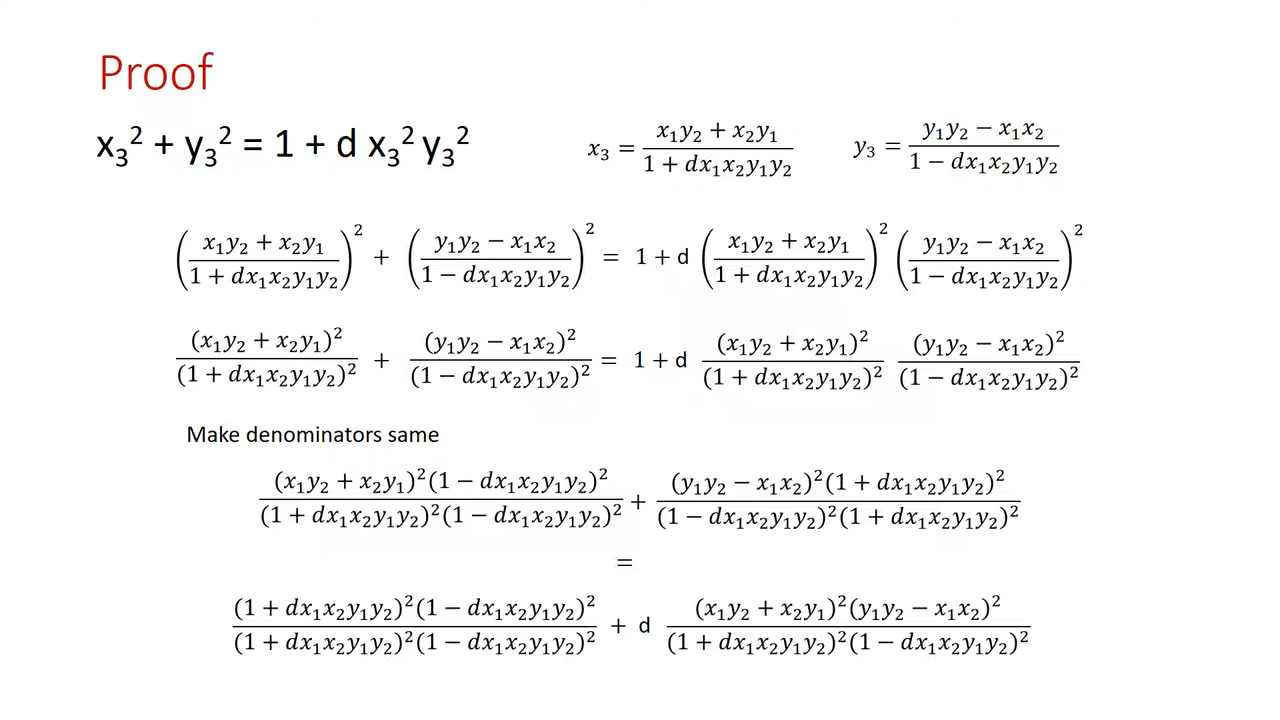 Proof
x₃² + y₃² = 1 + d x₃² y₃²
x₃ = (x₁y₂ + x₂y₁)/(1 + dx₁x₂y₁y₂) y₃ = (y₁y₂ − x₁x₂)/(1 − dx₁x₂y₁y₂)
((x₁y₂ + x₂y₁)/(1 + dx₁x₂y₁y₂))² + ((y₁y₂ − x₁x₂)/(1 − dx₁x₂y₁y₂))² = 1 + d ((x₁y₂ + x₂y₁)/(1 + dx₁x₂y₁y₂))² ((y₁y₂ − x₁x₂)/(1 − dx₁x₂y₁y₂))²
(x₁y₂ + x₂y₁)²/(1 + dx₁x₂y₁y₂)² + (y₁y₂ − x₁x₂)²/(1 − dx₁x₂y₁y₂)² = 1 + d (x₁y₂ + x₂y₁)²/(1 + dx₁x₂y₁y₂)² (y₁y₂ − x₁x₂)²/(1 − dx₁x₂y₁y₂)²
Make denominators same
(x₁y₂ + x₂y₁)²(1 − dx₁x₂y₁y₂)²/(1 + dx₁x₂y₁y₂)²(1 − dx₁x₂y₁y₂)² + (y₁y₂ − x₁x₂)²(1 + dx₁x₂y₁y₂)²/(1 − dx₁x₂y₁y₂)²(1 + dx₁x₂y₁y₂)²
=
(1 + dx₁x₂y₁y₂)²(1 − dx₁x₂y₁y₂)²/(1 + dx₁x₂y₁y₂)²(1 − dx₁x₂y₁y₂)² + d (x₁y₂ + x₂y₁)²(y₁y₂ − x₁x₂)²/(1 + dx₁x₂y₁y₂)²(1 − dx₁x₂y₁y₂)²